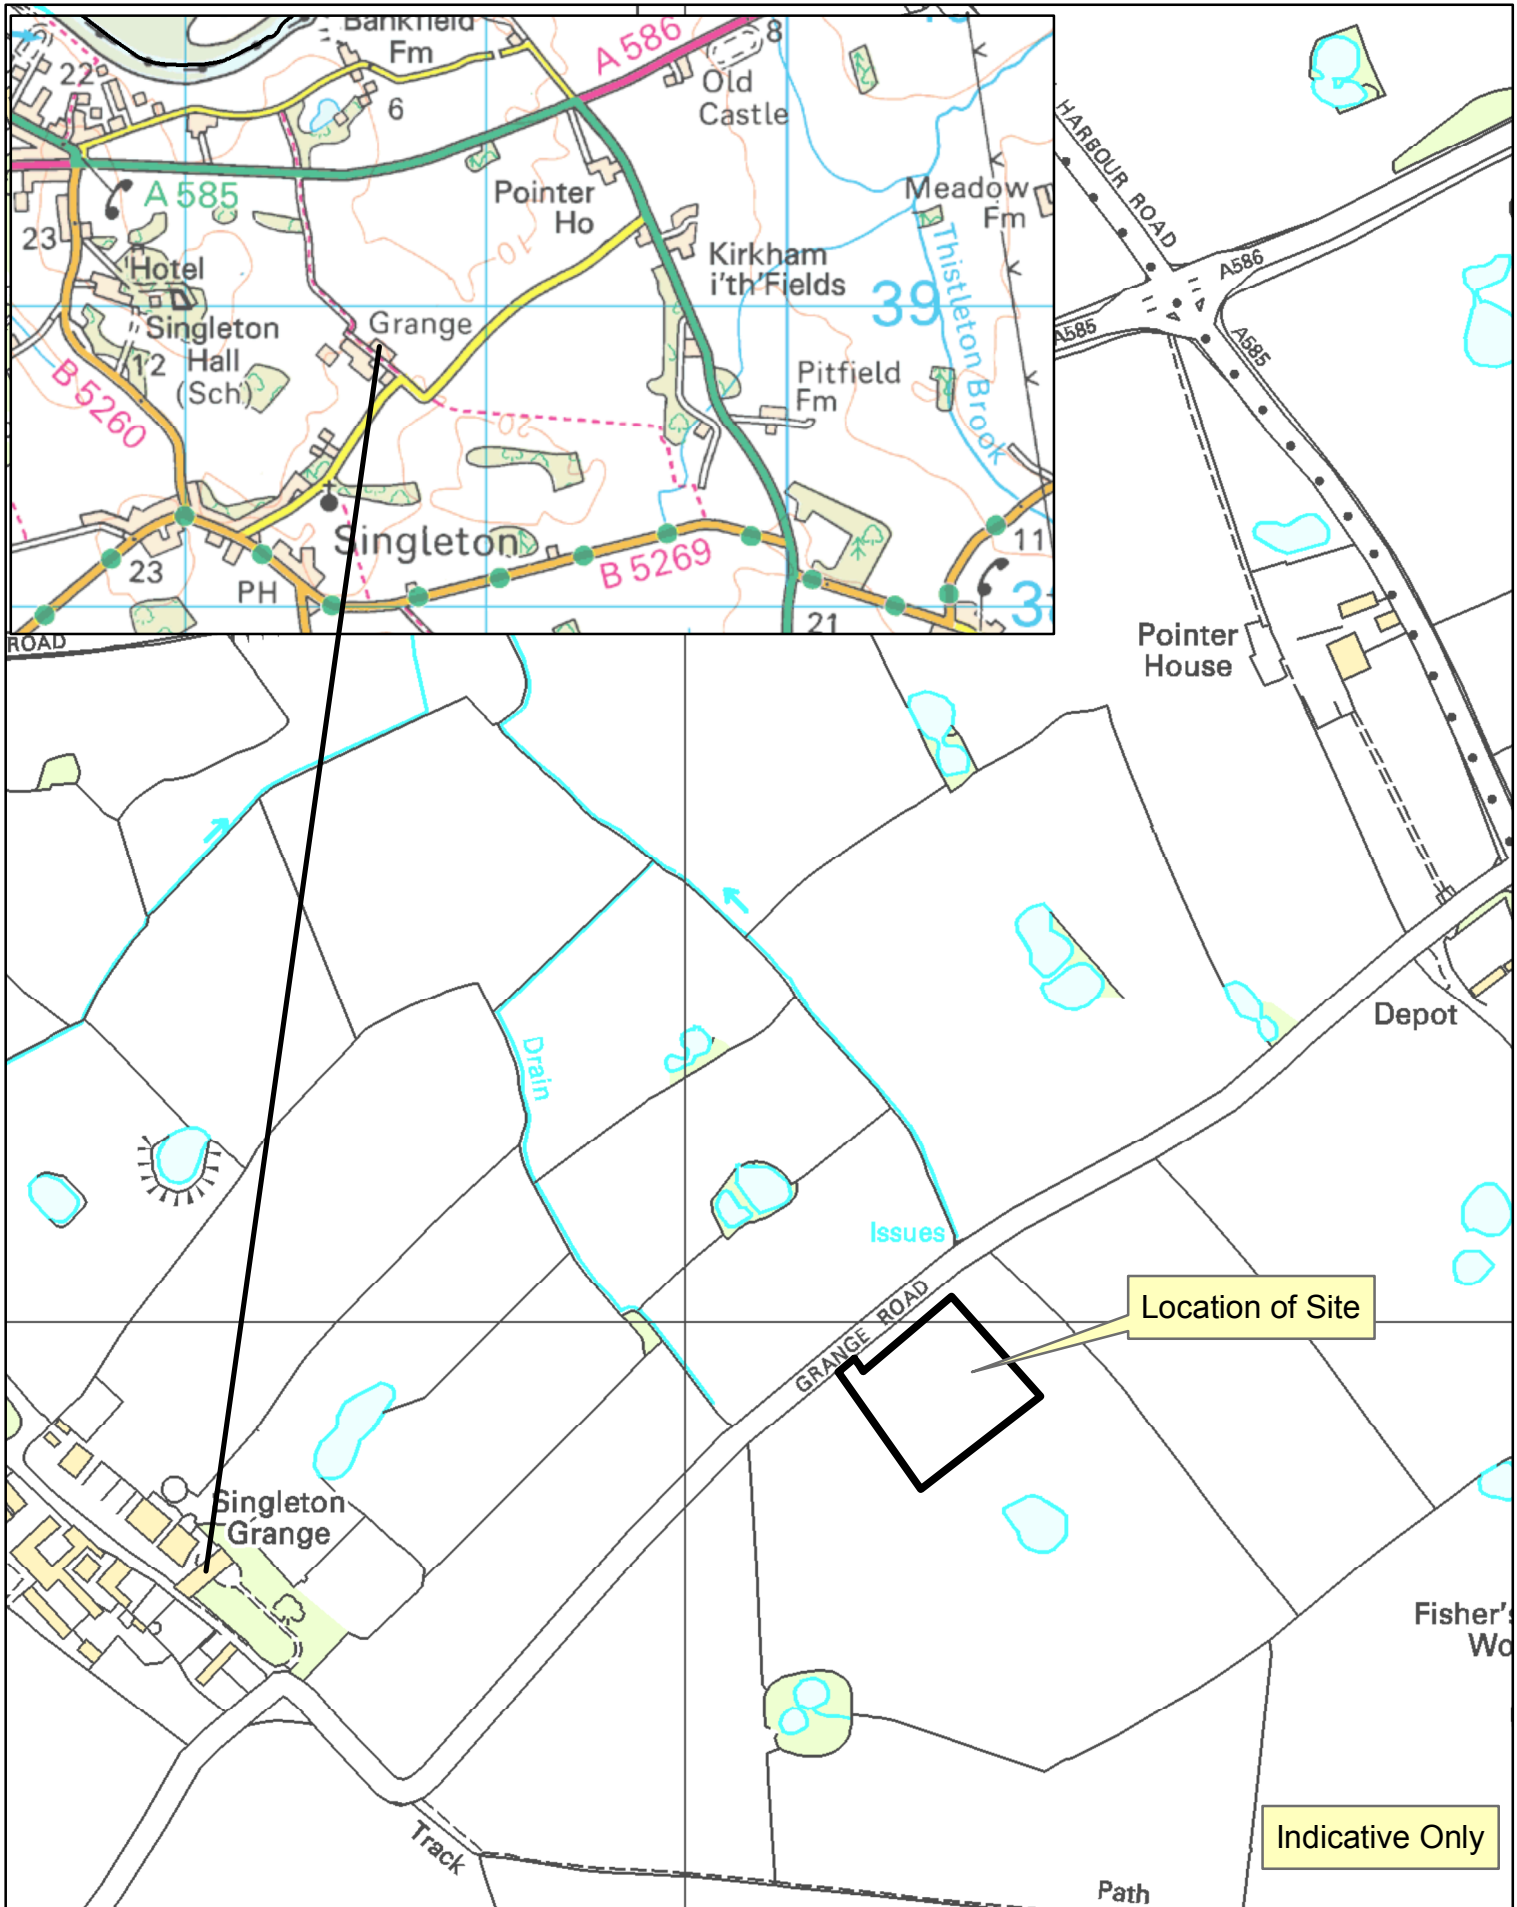 Bankfield
Fm
A 586
8
22
6
Old
Castle
A 585
Pointer
Ho
Meadow
Fm
23
Hotel
Kirkham
i'th'Fields
39
Thistleton Brook
Singleton
Hall
(Sch)
12
Grange
10
B 5260
Pitfield
Fm
20
Singleton
B 5269
11
23
PH
21
HARBOUR ROAD
A586
A585
A585
ROAD
Pointer
House
Depot
Drain
Issues
GRANGE ROAD
Location of Site
Singleton
Grange
Fisher's
Track
Path
Indicative Only